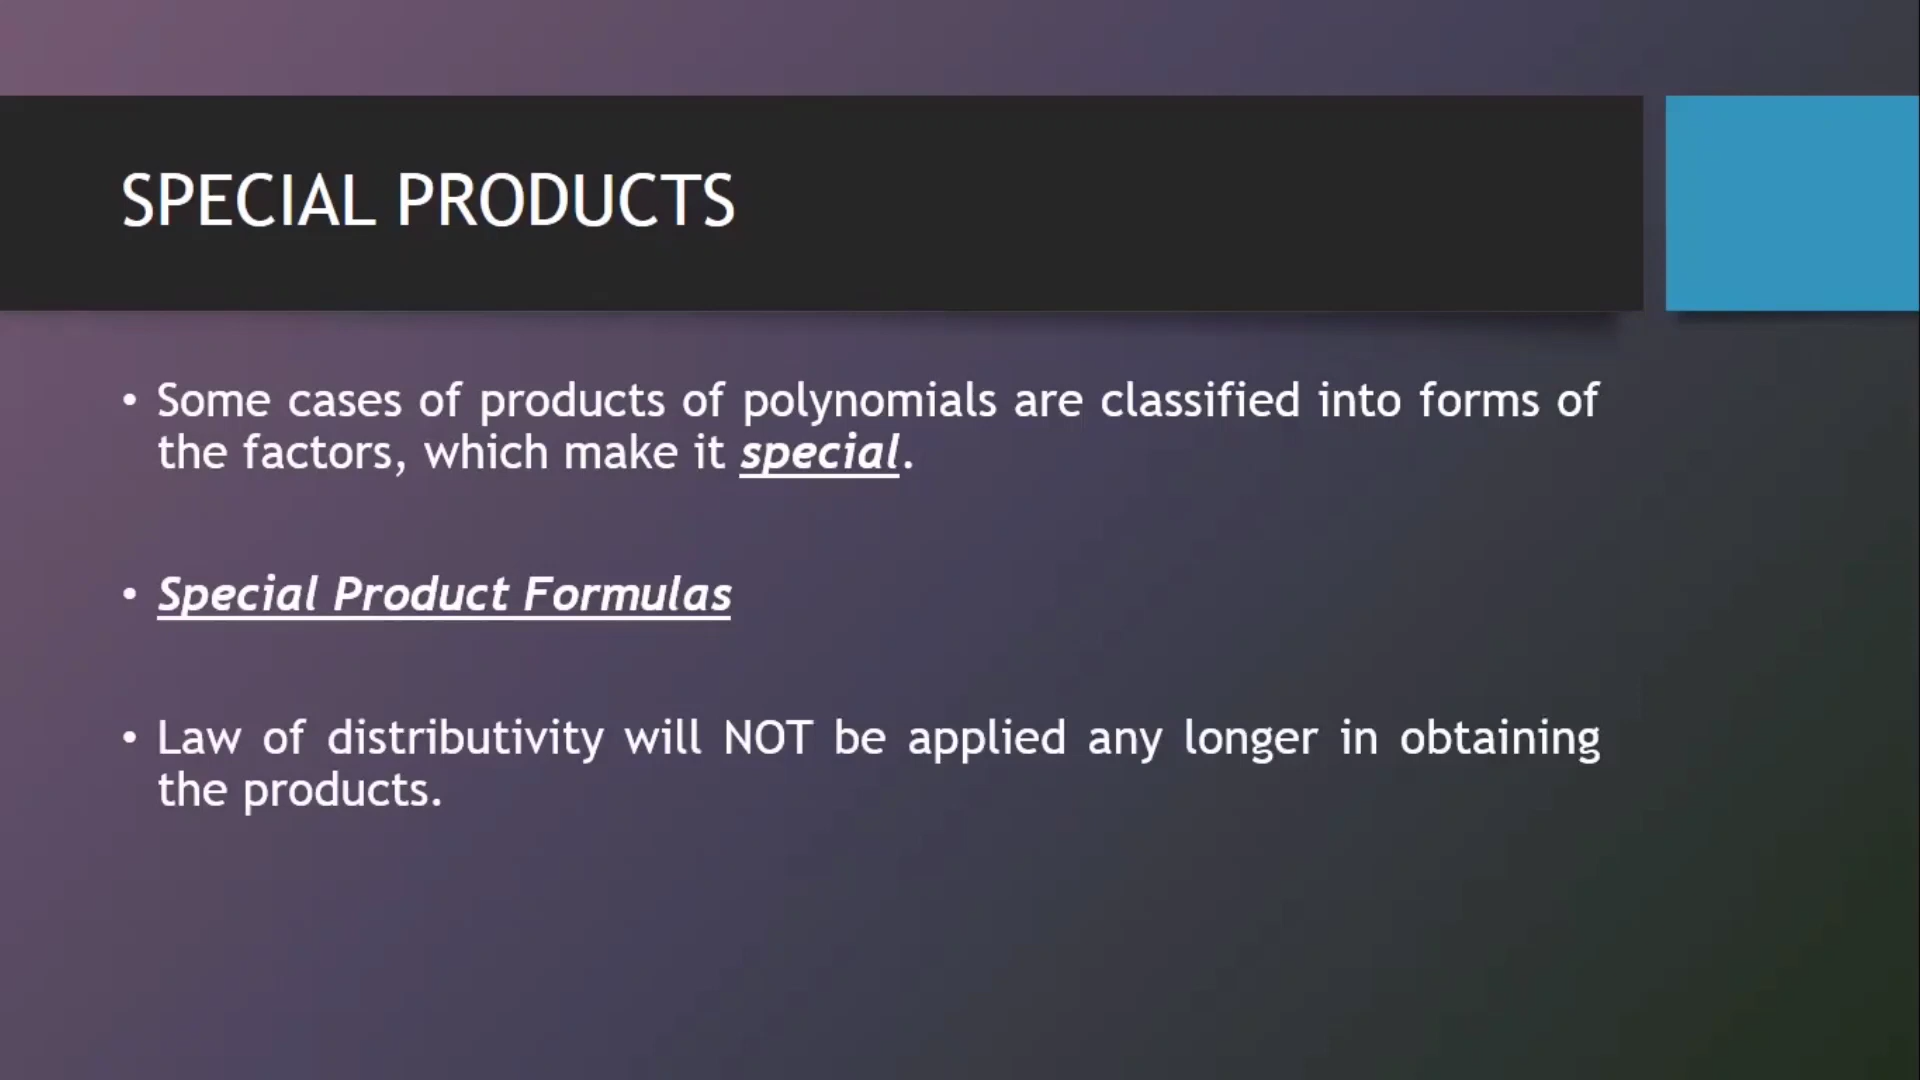 SPECIAL PRODUCTS
• Some cases of products of polynomials are classified into forms of
the factors, which make it special.
• Special Product Formulas
• Law of distributivity will NOT be applied any longer in obtaining
the products.